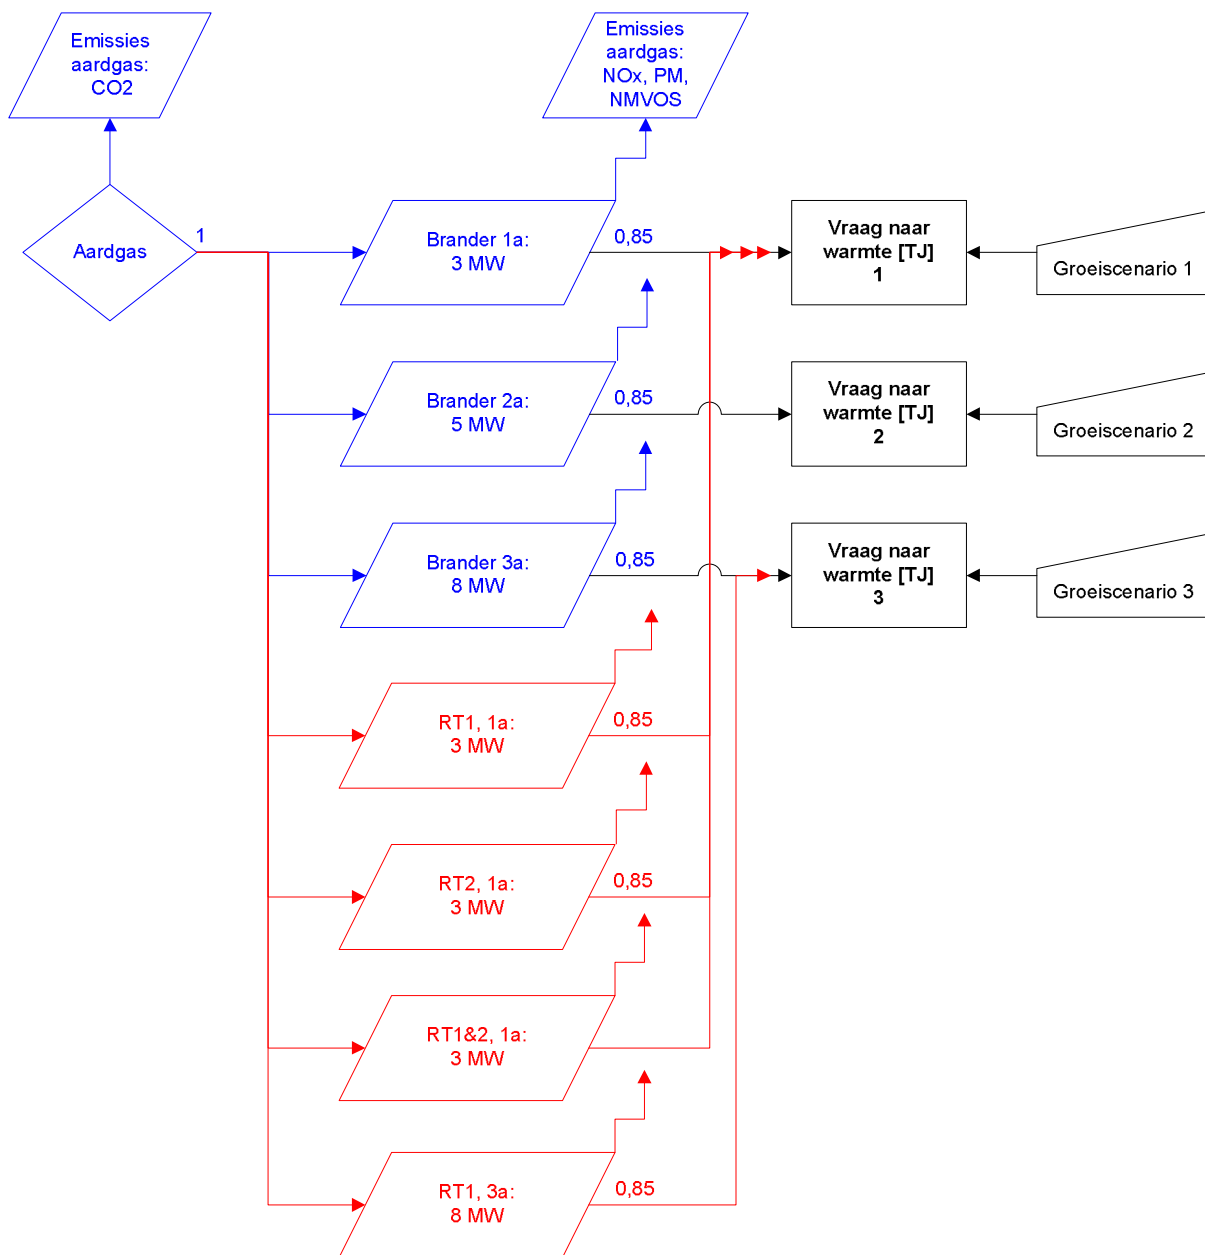 Emissies
aardgas:
CO2
Emissies
aardgas:
NOx, PM,
NMVOS
Aardgas
1
Brander 1a:
3 MW
0,85
Vraag naar
warmte [TJ]
1
Groeiscenario 1
Brander 2a:
5 MW
0,85
Vraag naar
warmte [TJ]
2
Groeiscenario 2
Brander 3a:
8 MW
0,85
Vraag naar
warmte [TJ]
3
Groeiscenario 3
RT1, 1a:
3 MW
0,85
RT2, 1a:
3 MW
0,85
RT1&2, 1a:
3 MW
RT1, 3a:
8 MW
0,85